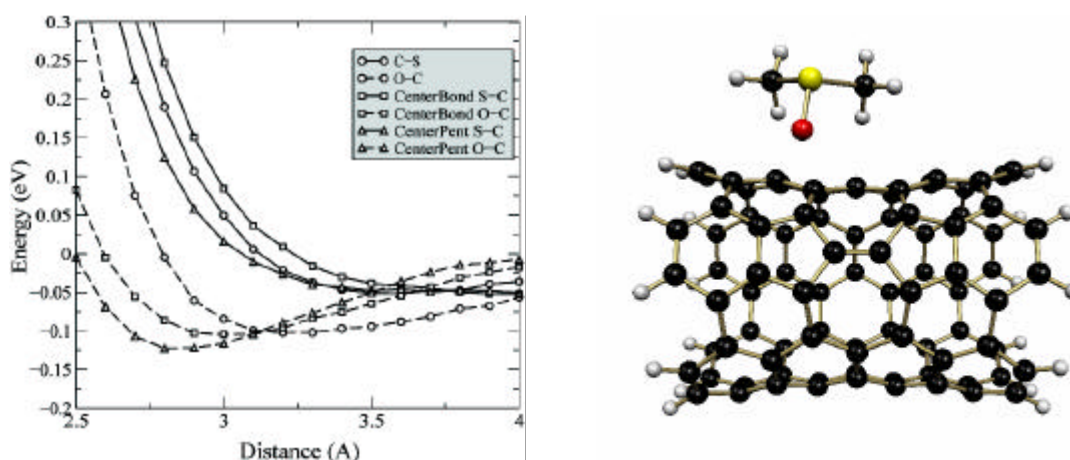 0.3
0.25
0.2
0.15
0.1
0.05
0
−0.05
−0.1
−0.15
−0.2
Energy (eV)
C−S
O−C
CenterBond S−C
CenterBond O−C
CenterPent S−C
CenterPent O−C
2.5
3
3.5
4
Distance (A)